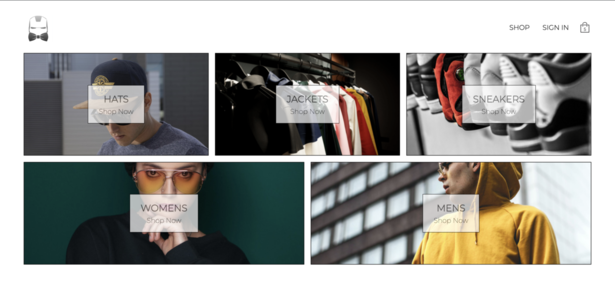 SHOP SIGN IN
0
HATS
Shop Now
JACKETS
Shop Now
SNEAKERS
Shop Now
WOMENS
Shop Now
MENS
Shop Now